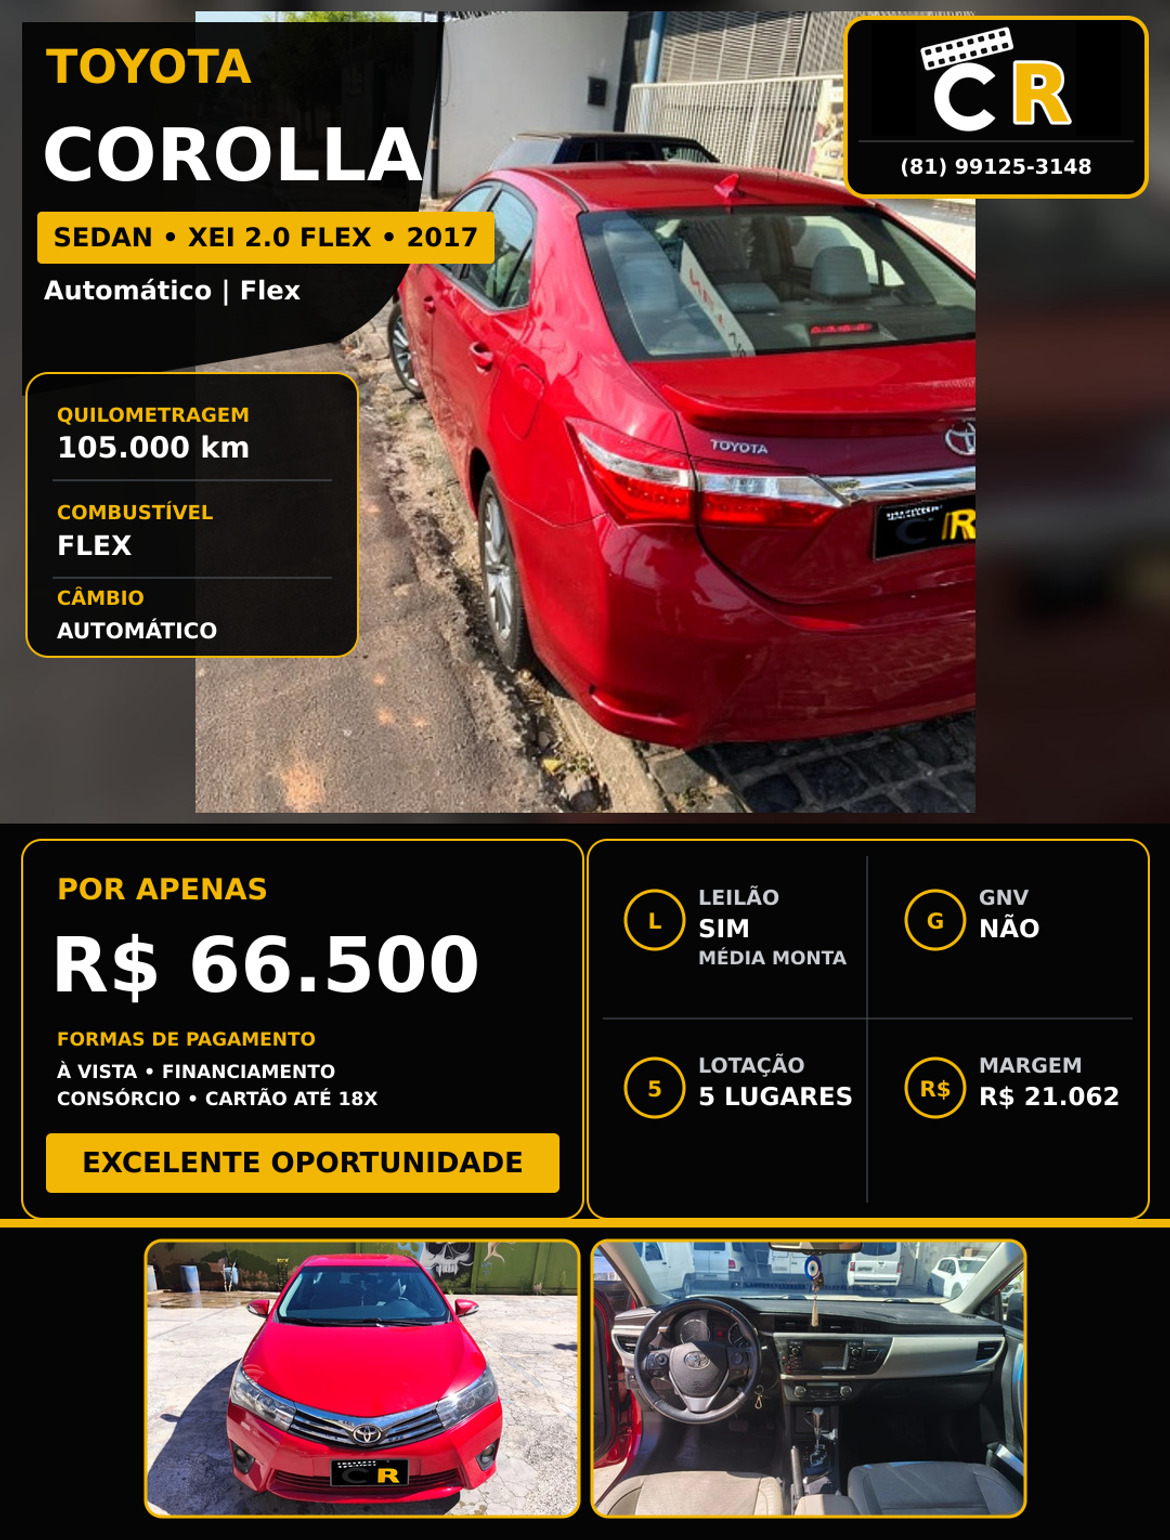 TOYOTA
COROLLA
SEDAN • XEI 2.0 FLEX • 2017
Automático | Flex
CR
(81) 99125-3148
QUILOMETRAGEM
105.000 km
COMBUSTÍVEL
FLEX
CÂMBIO
AUTOMÁTICO
TOYOTA
CR
POR APENAS
R$ 66.500
FORMAS DE PAGAMENTO
À VISTA • FINANCIAMENTO
CONSÓRCIO • CARTÃO ATÉ 18X
EXCELENTE OPORTUNIDADE
L
LEILÃO
SIM
MÉDIA MONTA
G
GNV
NÃO
5
LOTAÇÃO
5 LUGARES
R$
MARGEM
R$ 21.062
CR